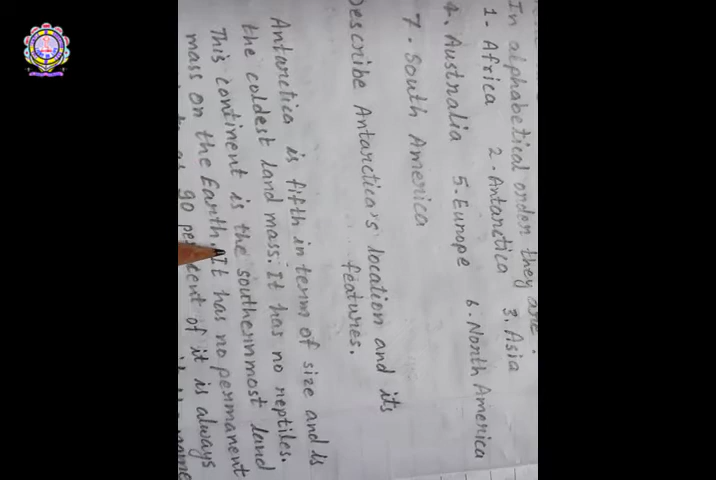 In alphabetical order they are.
1- Africa 2- Antarctica 3. Asia
4. Australia 5. Europe 6. North America
7. South America
Describe Antarctica's location and its
features.
Antarctica is fifth in term of size and is
the coldest land mass. It has no reptiles.
This continent is the southernmost land
mass on the Earth. It has no permanent
90 percent of it is always